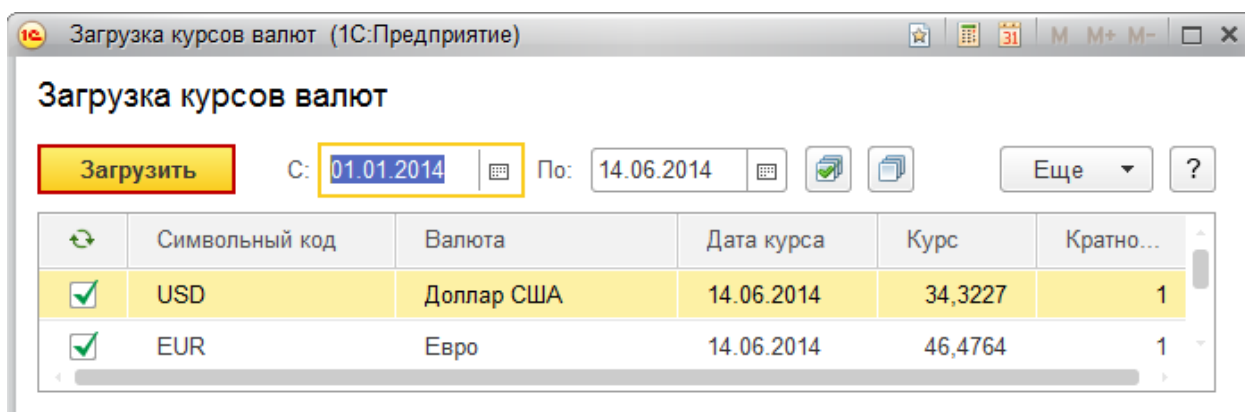 1С Загрузка курсов валют (1С:Предприятие) 31 M M+ M-
Загрузка курсов валют
Загрузить С: 01.01.2014 По: 14.06.2014 Еще ?
Символьный код Валюта Дата курса Курс Кратно...
USD Доллар США 14.06.2014 34,3227 1
EUR Евро 14.06.2014 46,4764 1